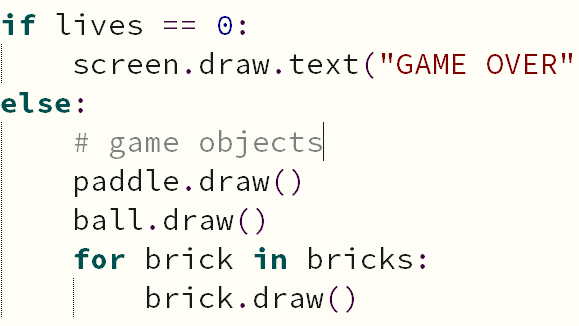 if lives == 0:
    screen.draw.text("GAME OVER"
else:
    # game objects
    paddle.draw()
    ball.draw()
    for brick in bricks:
        brick.draw()